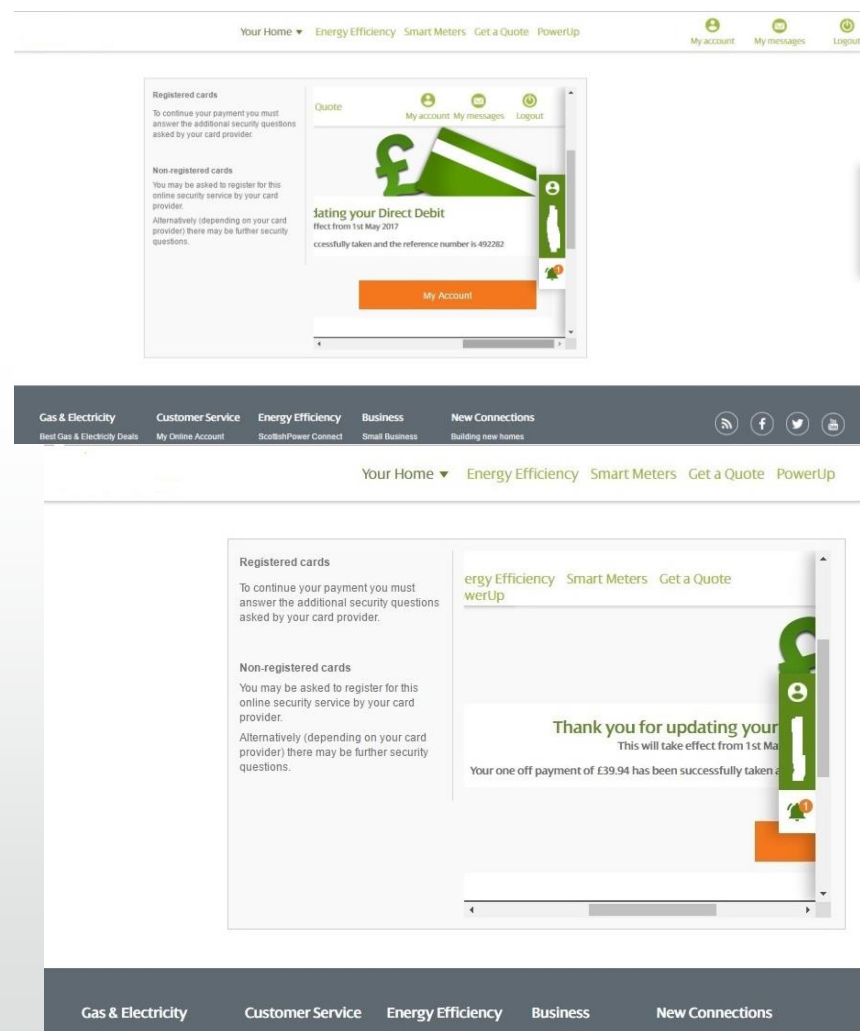 Your Home ▼ Energy Efficiency Smart Meters Get a Quote PowerUp
My account My messages Logout
Registered cards
To continue your payment you must
answer the additional security questions
asked by your card provider.
Non-registered cards
You may be asked to register for this
online security service by your card
provider.
Alternatively (depending on your card
provider) there may be further security
questions.
Quote
My account My messages Logout
dating your Direct Debit
ffect from 1st May 2017
ccessfully taken and the reference number is 492282
1
My Account
Gas & Electricity Customer Service Energy Efficiency Business New Connections
Best Gas & Electricity Deals My Online Account ScottishPower Connect Small Business Building new homes
Your Home ▼ Energy Efficiency Smart Meters Get a Quote PowerUp
Registered cards
To continue your payment you must
answer the additional security questions
asked by your card provider.
Non-registered cards
You may be asked to register for this
online security service by your card
provider.
Alternatively (depending on your card
provider) there may be further security
questions.
ergy Efficiency Smart Meters Get a Quote
werUp
Thank you for updating your
This will take effect from 1st Ma
Your one off payment of £39.94 has been successfully taken a
1
Gas & Electricity Customer Service Energy Efficiency Business New Connections